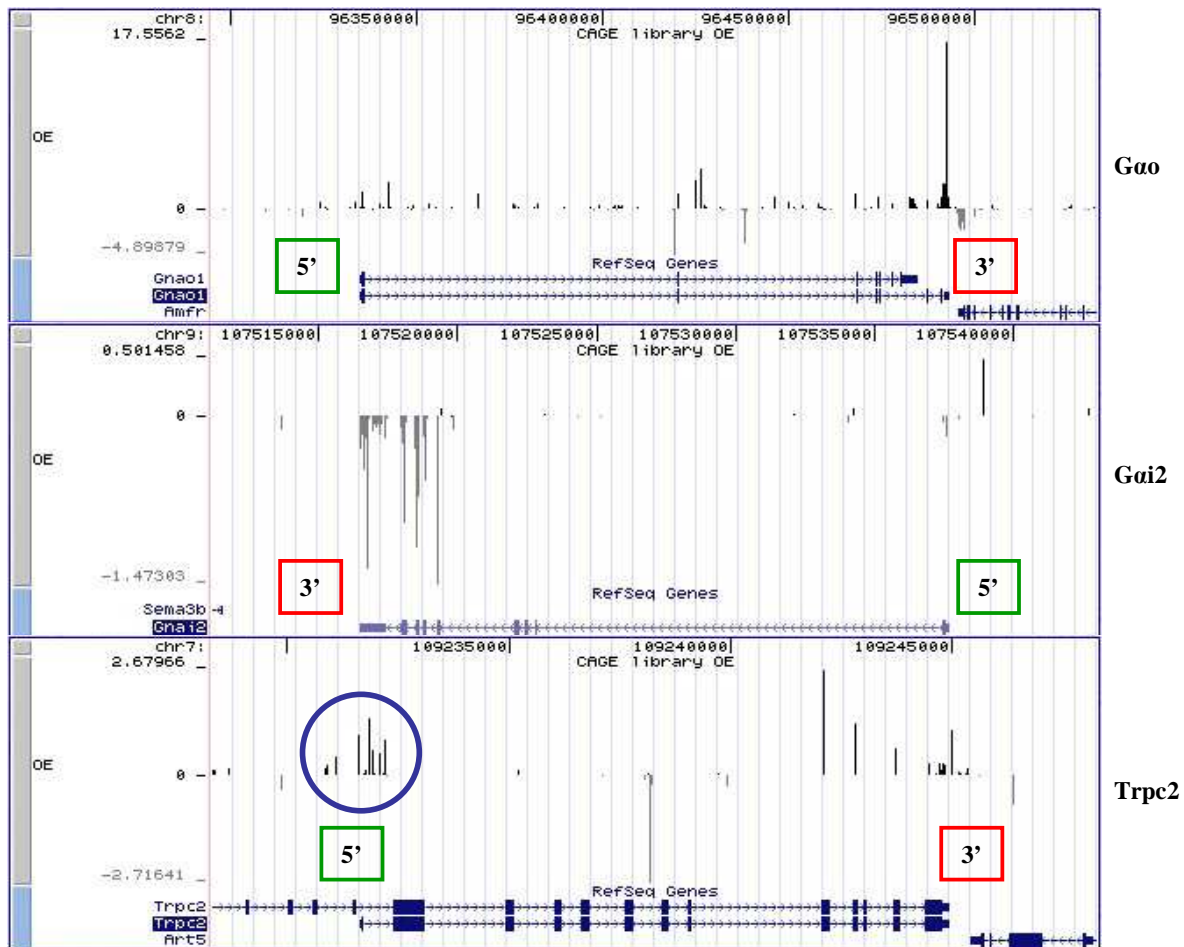 chr8: 96350000| 96400000| 96450000| 96500000|
17.5562 _ CAGE library OE
OE
Gαo
0 _
-4.89879 _
5’ 3’
RefSeq Genes
Gnao1
Gnao1
Amfr
chr9: 107515000| 107520000| 107525000| 107530000| 107535000| 107540000|
0.501458 _ CAGE library OE
0 _
OE
Gαi2
-1.47303 _
3’ 5’
RefSeq Genes
Sema3b
Gnai2
chr7: 109235000| 109240000| 109245000|
2.67966 _ CAGE library OE
OE
0 _
Trpc2
5’ 3’
-2.71641 _
RefSeq Genes
Trpc2
Trpc2
Art5